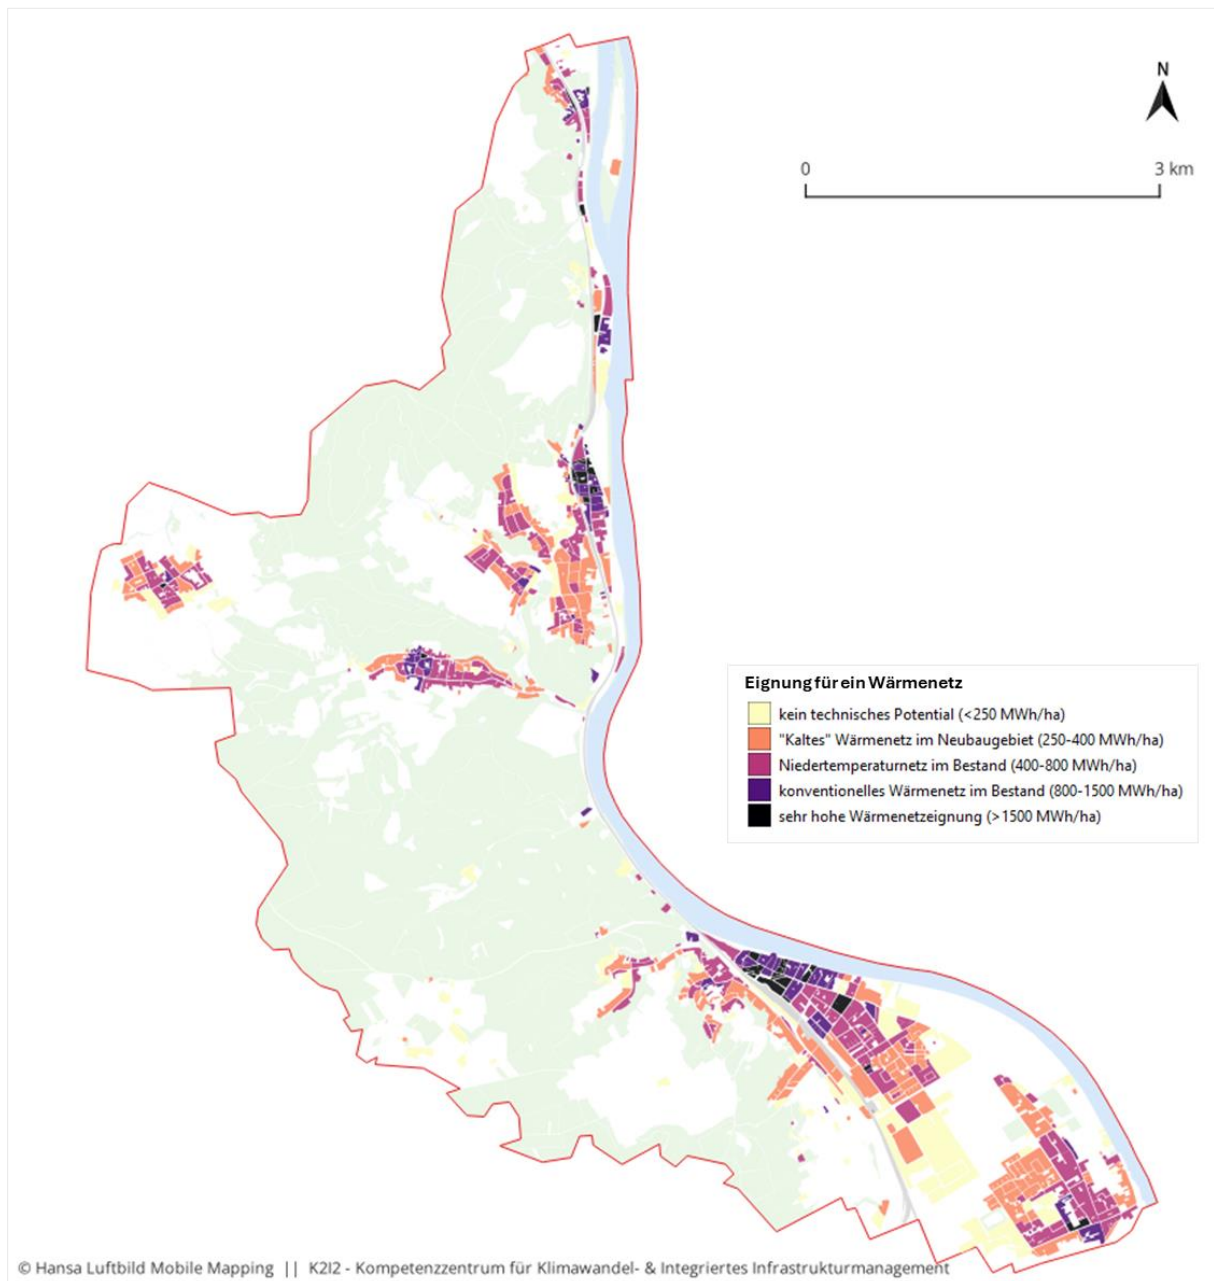 N
0 3 km
Eignung für ein Wärmenetz
kein technisches Potential (<250 MWh/ha)
"Kaltes" Wärmenetz im Neubaugebiet (250-400 MWh/ha)
Niedertemperaturnetz im Bestand (400-800 MWh/ha)
konventionelles Wärmenetz im Bestand (800-1500 MWh/ha)
sehr hohe Wärmenetzeignung (>1500 MWh/ha)
© Hansa Luftbild Mobile Mapping || K2I2 - Kompetenzzentrum für Klimawandel- & Integriertes Infrastrukturmanagement